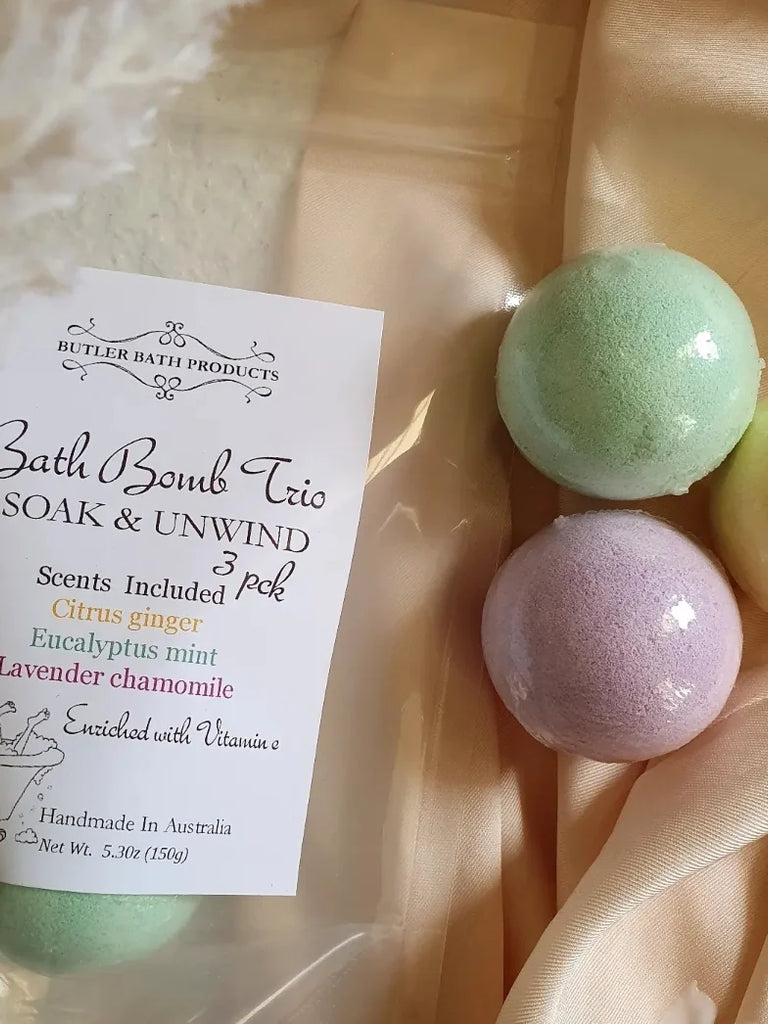 BUTLER BATH PRODUCTS
Bath Bomb Trio
SOAK & UNWIND
3 pck
Scents Included
Citrus ginger
Eucalyptus mint
Lavender chamomile
Enriched with Vitamin e
Handmade In Australia
Net Wt. 5.30z (150g)